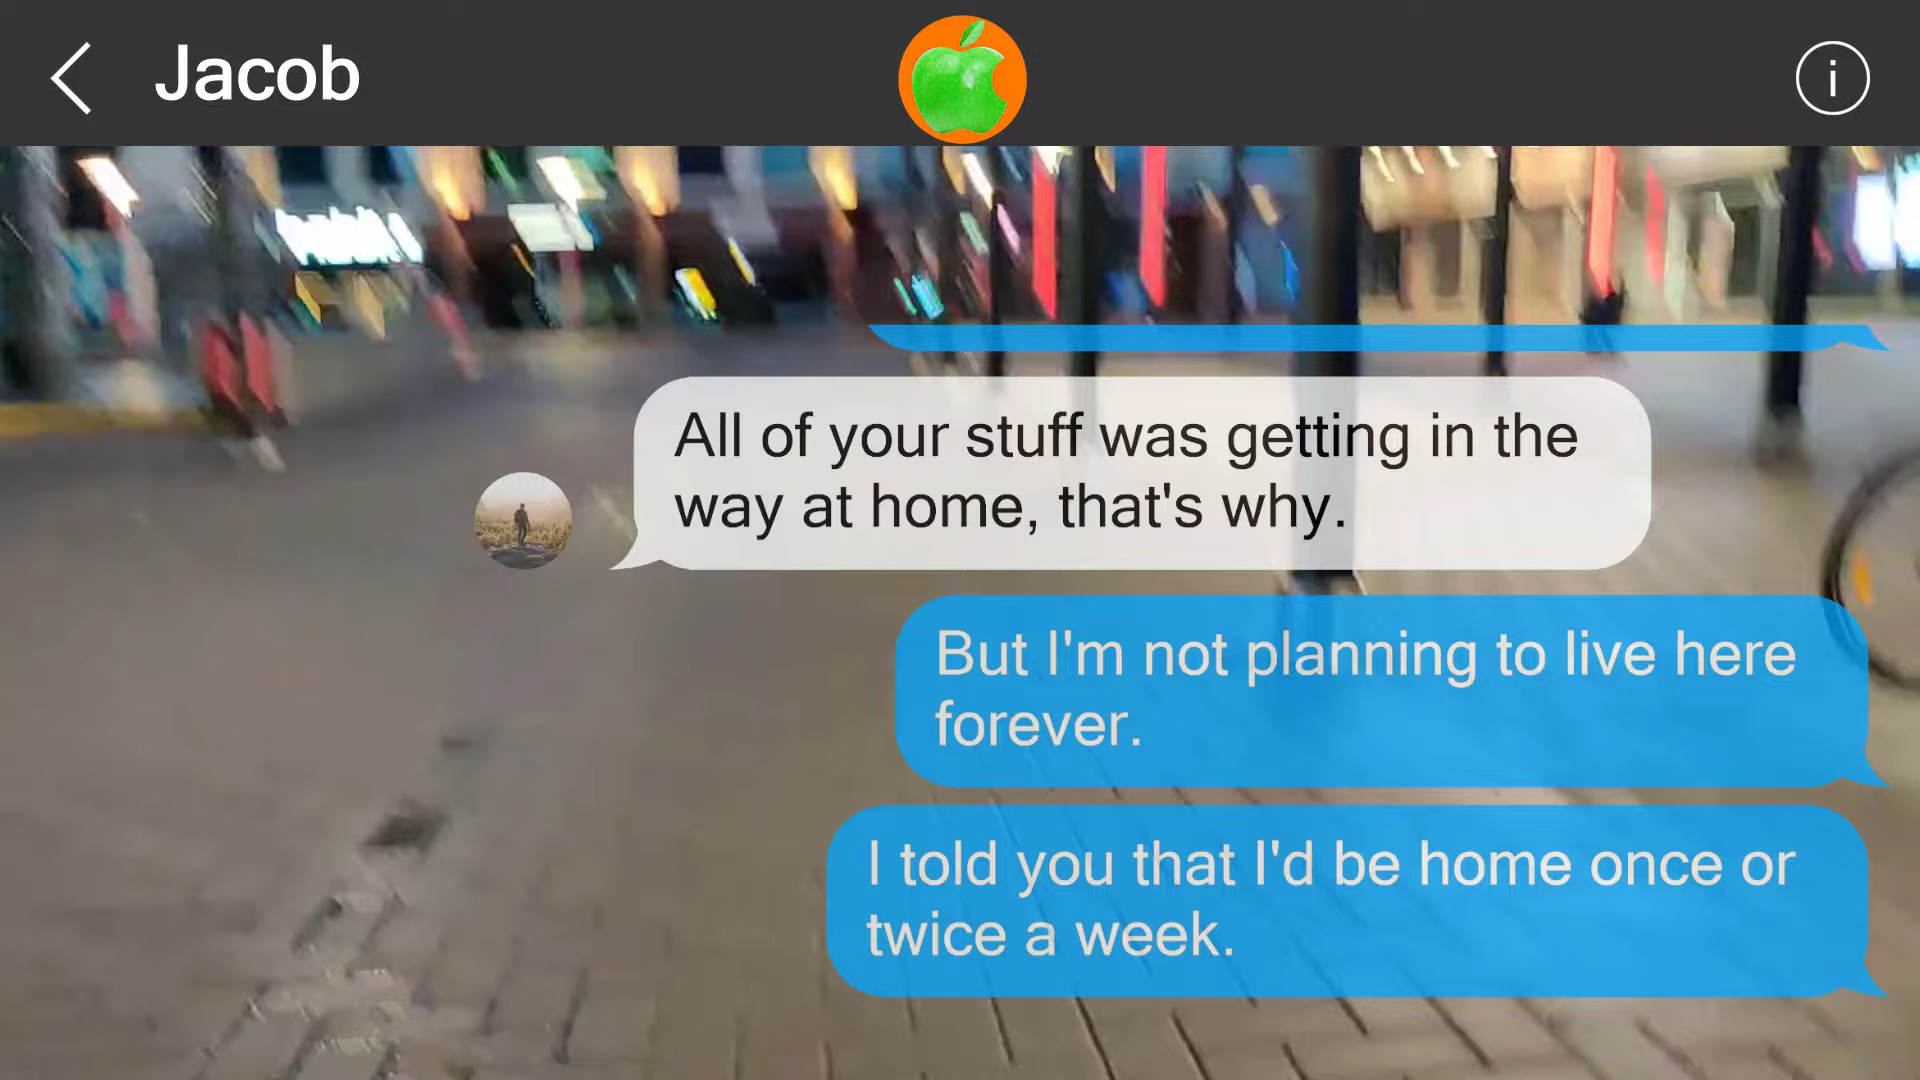 Jacob
i
All of your stuff was getting in the
way at home, that's why.
But I'm not planning to live here
forever.
I told you that I'd be home once or
twice a week.